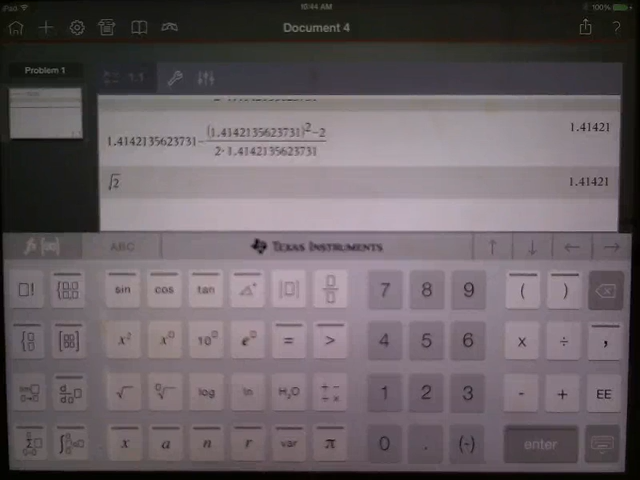 iPad
10:44 AM
100%
Document 4
?
Problem 1
1.1
1.4142135623731-((1.4142135623731)²-2)/(2·1.4142135623731)
1.41421
√2
1.41421
ABC
TEXAS INSTRUMENTS
↑ ↓ ← →
! sin cos tan 7 8 9 ( )
x² x 10 e = > 4 5 6 x ÷ ,
√ √ log ln H₂O + - ÷ × 1 2 3 - + EE
x a n r var π 0 . (-) enter